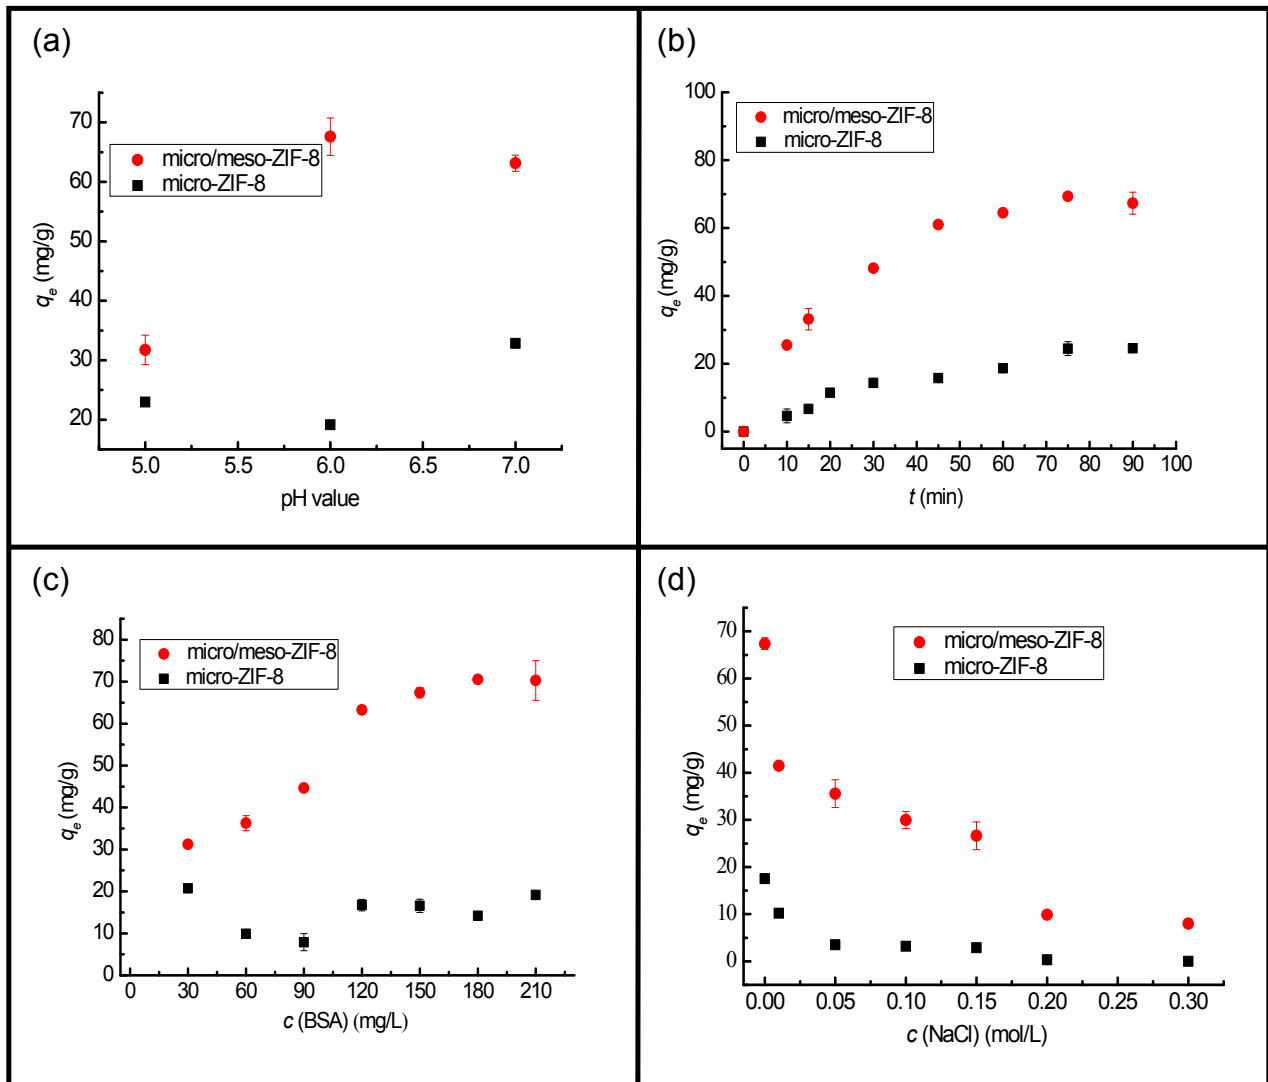 (a)
micro/meso-ZIF-8
micro-ZIF-8
70
60
50
40
30
20
q_e (mg/g)
5.0 5.5 6.0 6.5 7.0
pH value
(b)
micro/meso-ZIF-8
micro-ZIF-8
100
80
60
40
20
0
q_e (mg/g)
0 10 20 30 40 50 60 70 80 90 100
t (min)
(c)
micro/meso-ZIF-8
micro-ZIF-8
80
70
60
50
40
30
20
10
0
q_e (mg/g)
0 30 60 90 120 150 180 210
c (BSA) (mg/L)
(d)
micro/meso-ZIF-8
micro-ZIF-8
70
60
50
40
30
20
10
0
q_e (mg/g)
0.00 0.05 0.10 0.15 0.20 0.25 0.30
c (NaCl) (mol/L)